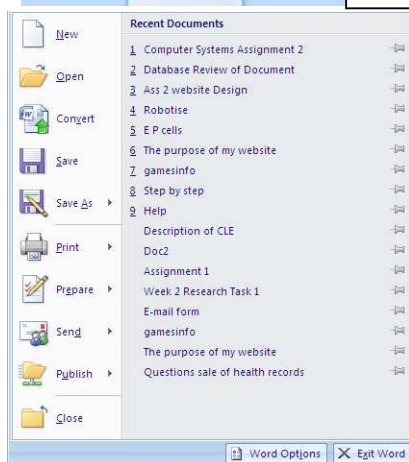 New
Open
Convert
Save
Save As
Print
Prepare
Send
Publish
Close
Recent Documents
1 Computer Systems Assignment 2
2 Database Review of Document
3 Ass 2 website Design
4 Robotise
5 E P cells
6 The purpose of my website
7 gamesinfo
8 Step by step
9 Help
Description of CLE
Doc2
Assignment 1
Week 2 Research Task 1
E-mail form
gamesinfo
The purpose of my website
Questions sale of health records
Word Options
Exit Word